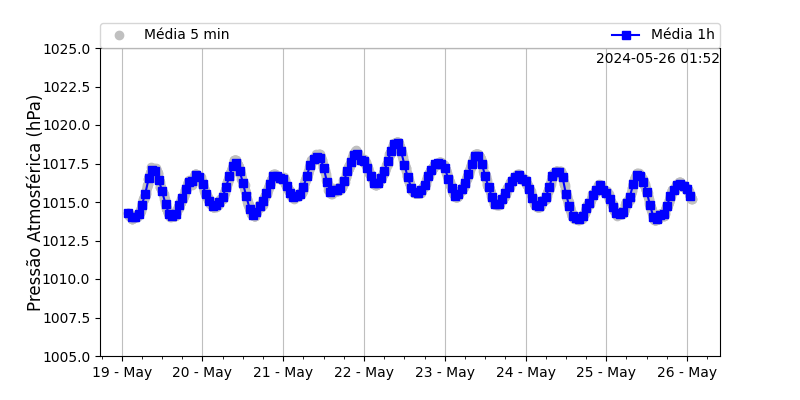 Média 5 min
Média 1h
2024-05-26 01:52
Pressão Atmosférica (hPa)
1025.0
1022.5
1020.0
1017.5
1015.0
1012.5
1010.0
1007.5
1005.0
19 - May
20 - May
21 - May
22 - May
23 - May
24 - May
25 - May
26 - May